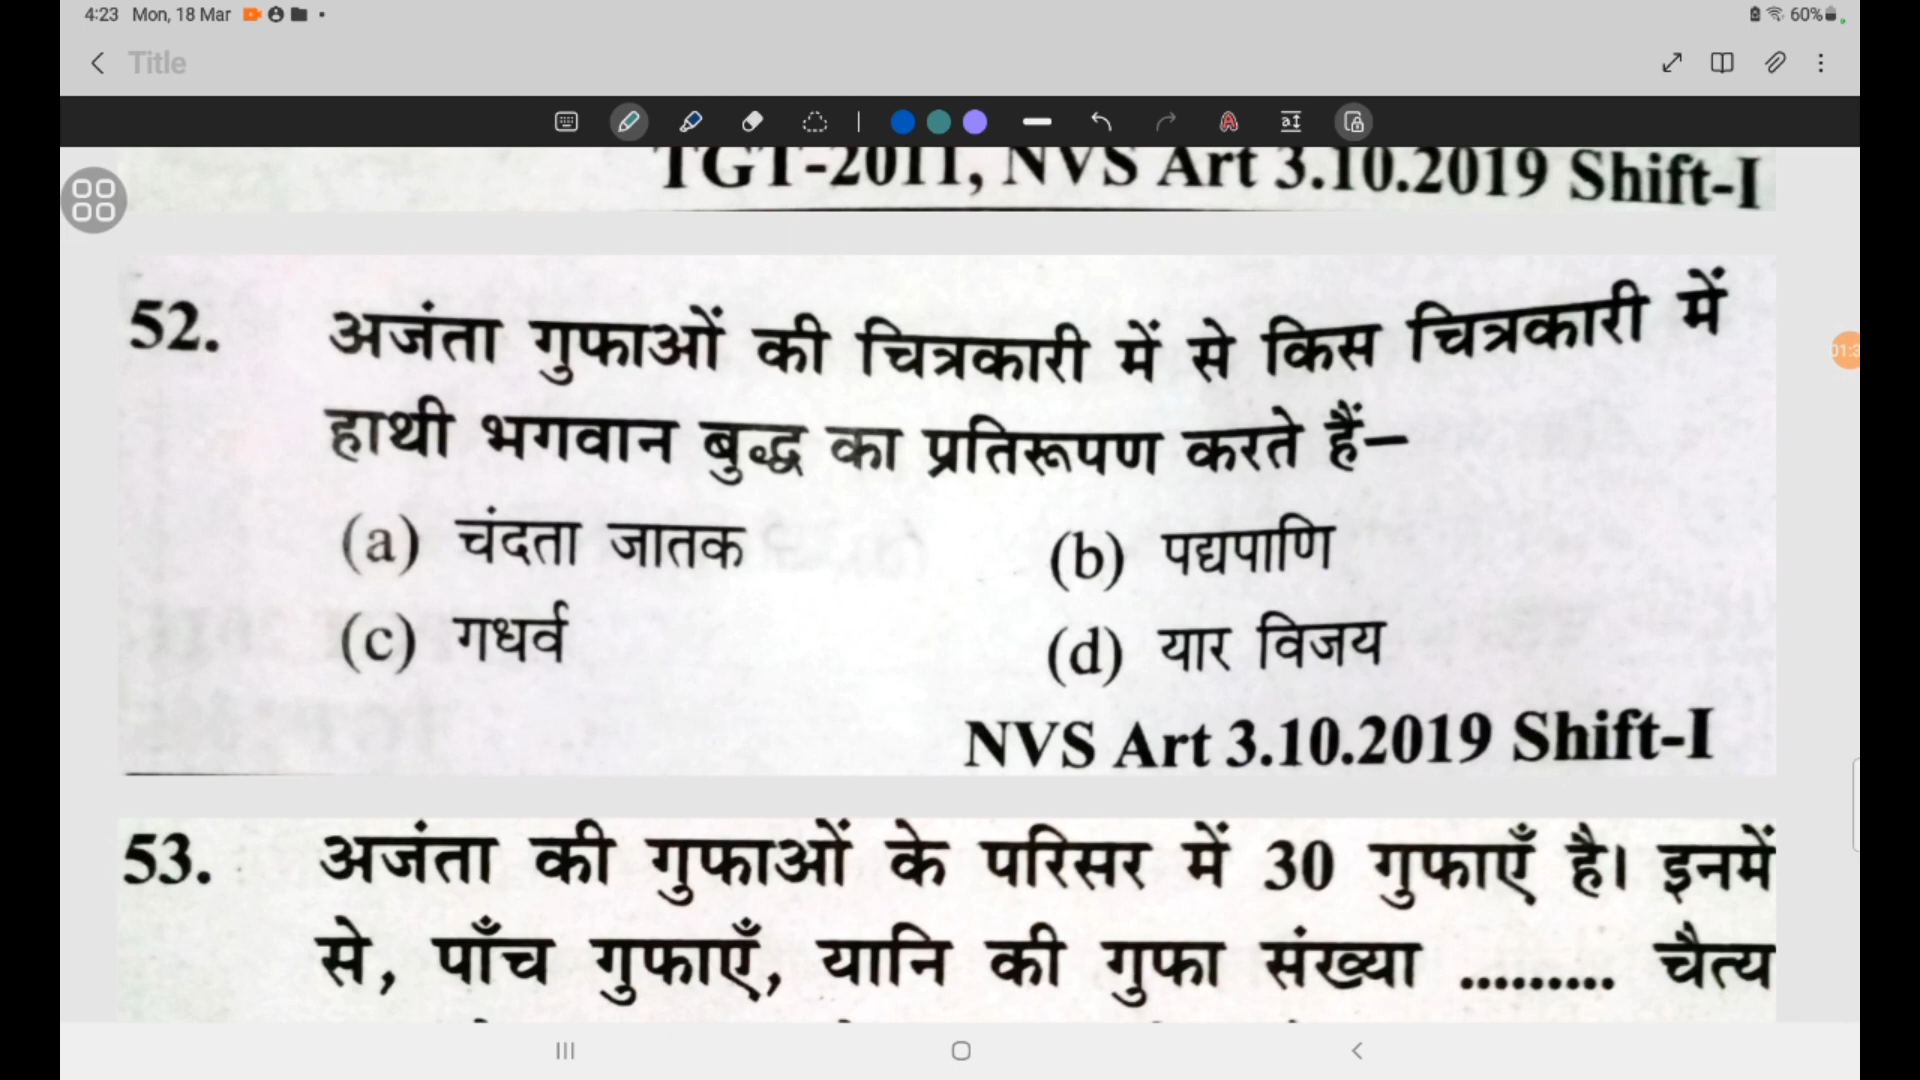 4:23 Mon, 18 Mar
60%
Title
TGT-2011, NVS Art 3.10.2019 Shift-I
52. अजंता गुफाओं की चित्रकारी में से किस चित्रकारी में
हाथी भगवान बुद्ध का प्रतिरूपण करते हैं–
(a) चंदता जातक (b) पद्यपाणि
(c) गधर्व (d) यार विजय
NVS Art 3.10.2019 Shift-I
53. अजंता की गुफाओं के परिसर में 30 गुफाएँ है। इनमें
से, पाँच गुफाएँ, यानि की गुफा संख्या ......... चैत्य